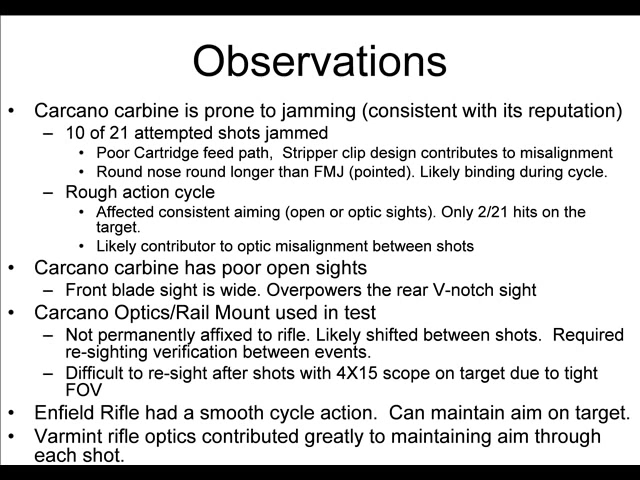 Observations
• Carcano carbine is prone to jamming (consistent with its reputation)
– 10 of 21 attempted shots jammed
• Poor Cartridge feed path,  Stripper clip design contributes to misalignment
• Round nose round longer than FMJ (pointed). Likely binding during cycle.
– Rough action cycle
• Affected consistent aiming (open or optic sights). Only 2/21 hits on the
target.
• Likely contributor to optic misalignment between shots
• Carcano carbine has poor open sights
– Front blade sight is wide. Overpowers the rear V-notch sight
• Carcano Optics/Rail Mount used in test
– Not permanently affixed to rifle. Likely shifted between shots.  Required
re-sighting verification between events.
– Difficult to re-sight after shots with 4X15 scope on target due to tight
FOV
• Enfield Rifle had a smooth cycle action.  Can maintain aim on target.
• Varmint rifle optics contributed greatly to maintaining aim through
each shot.